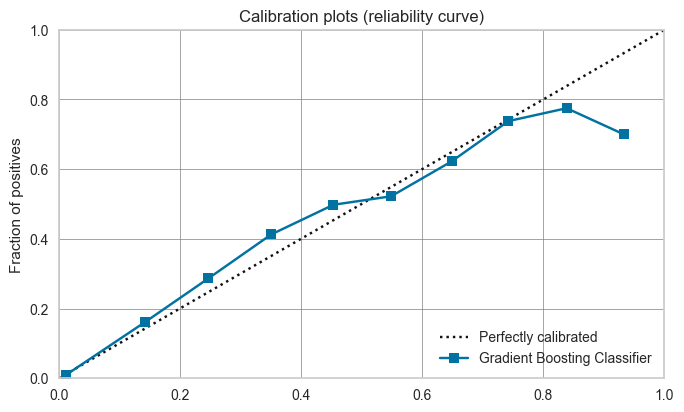 Calibration plots (reliability curve)
Fraction of positives
1.0
0.8
0.6
0.4
0.2
0.0
0.0 0.2 0.4 0.6 0.8 1.0
Perfectly calibrated
Gradient Boosting Classifier